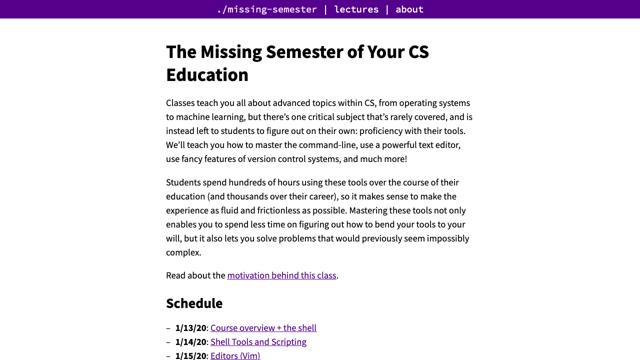 ./missing-semester | lectures | about
The Missing Semester of Your CS
Education
Classes teach you all about advanced topics within CS, from operating systems
to machine learning, but there's one critical subject that's rarely covered, and is
instead left to students to figure out on their own: proficiency with their tools.
We'll teach you how to master the command-line, use a powerful text editor,
use fancy features of version control systems, and much more!
Students spend hundreds of hours using these tools over the course of their
education (and thousands over their career), so it makes sense to make the
experience as fluid and frictionless as possible. Mastering these tools not only
enables you to spend less time on figuring out how to bend your tools to your
will, but it also lets you solve problems that would previously seem impossibly
complex.
Read about the motivation behind this class.
Schedule
– 1/13/20: Course overview + the shell
– 1/14/20: Shell Tools and Scripting
– 1/15/20: Editors (Vim)